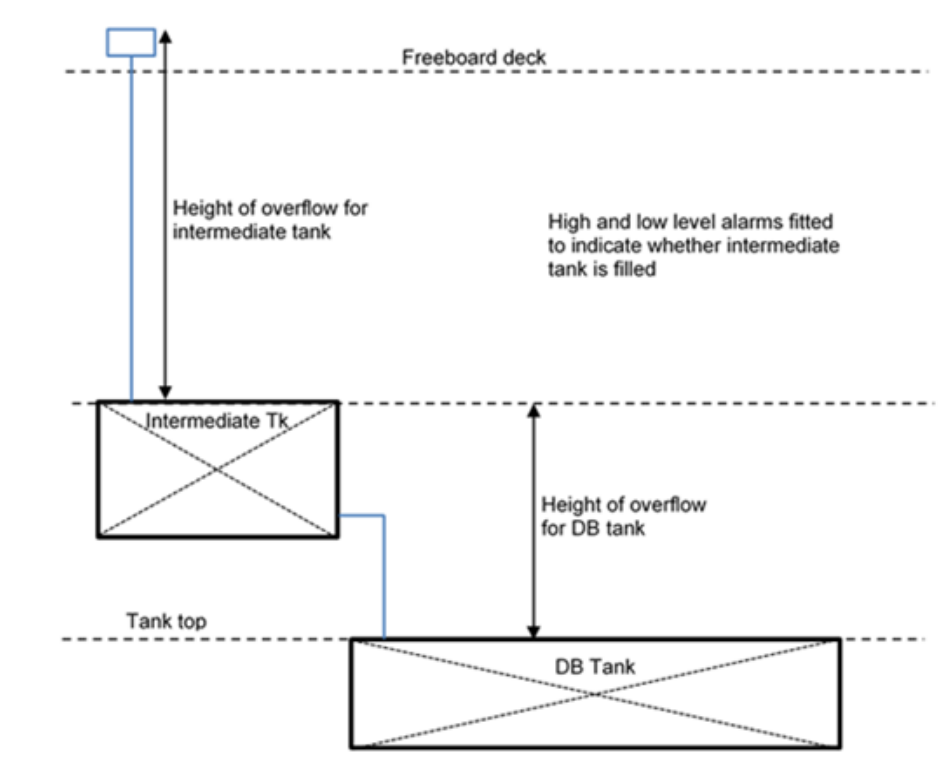 Freeboard deck
Height of overflow for
intermediate tank
High and low level alarms fitted
to indicate whether intermediate
tank is filled
Intermediate Tk
Height of overflow
for DB tank
Tank top
DB Tank